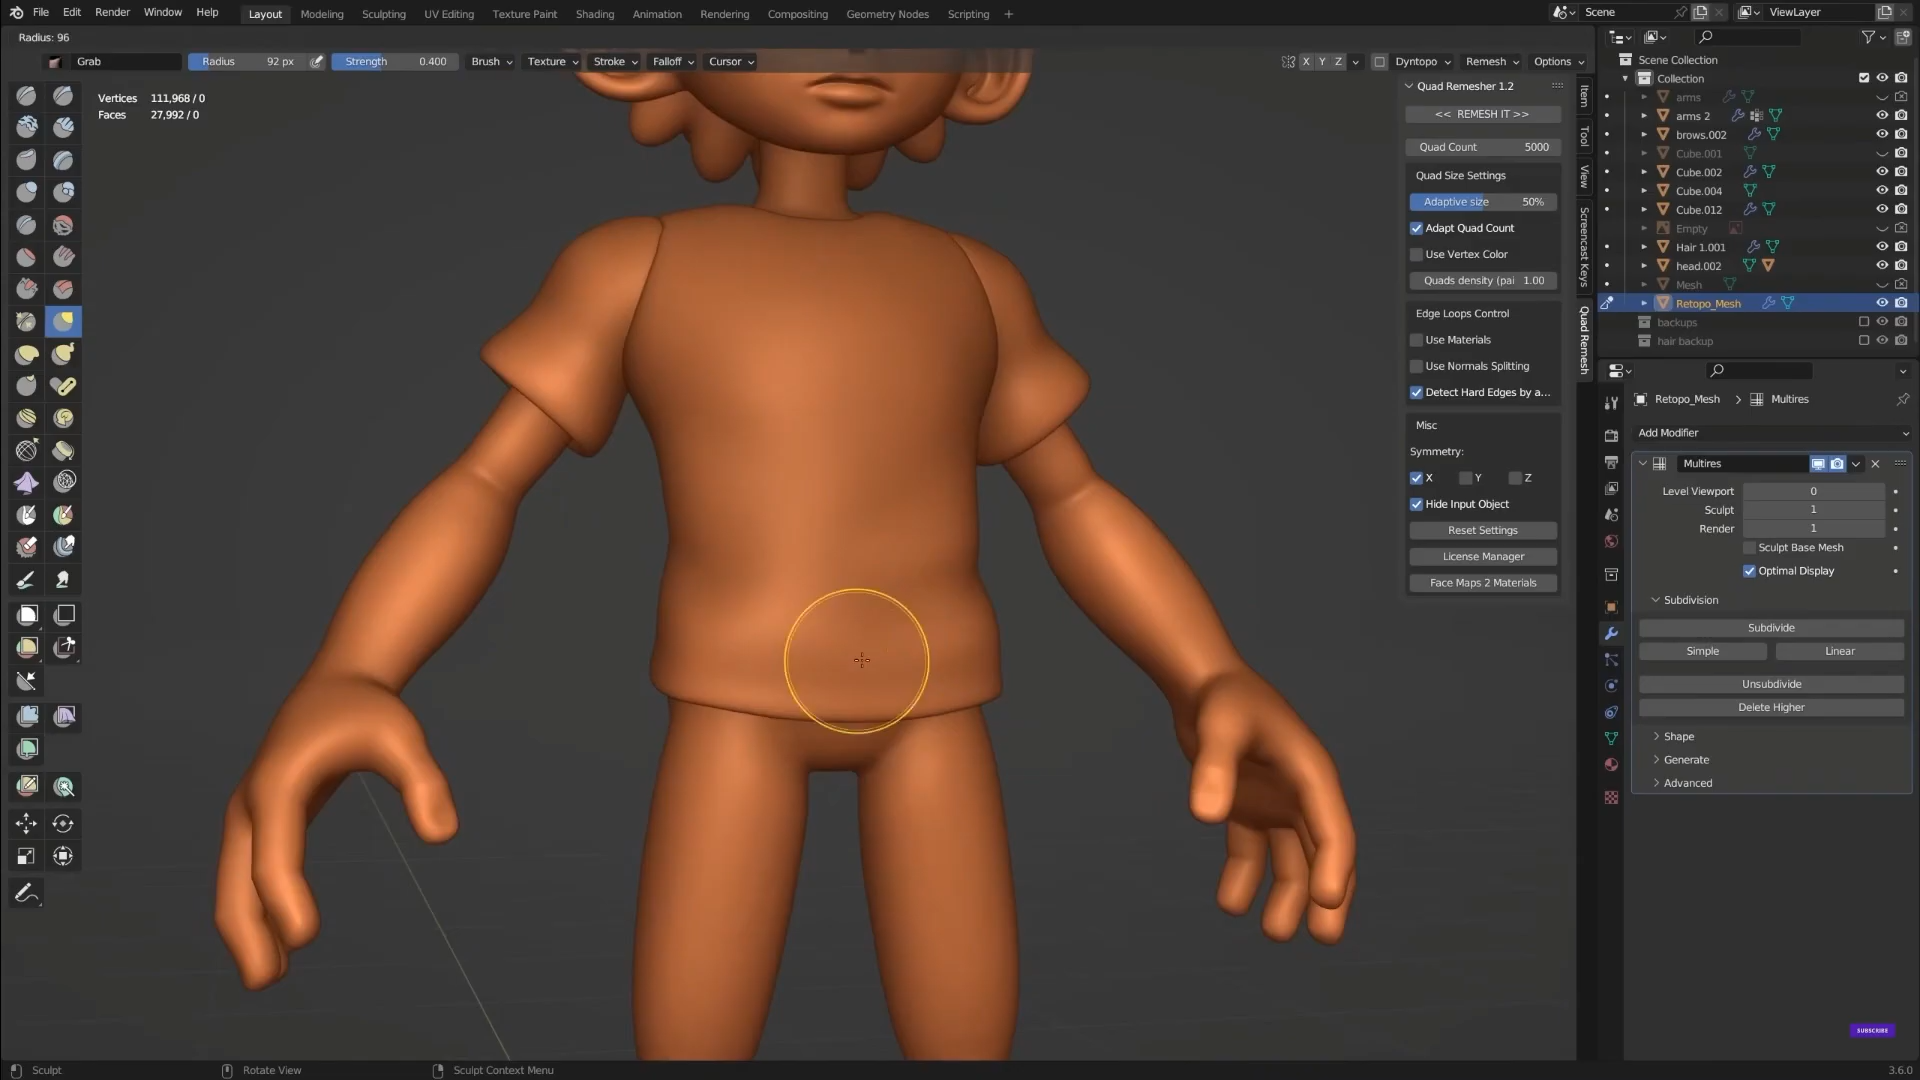 File Edit Render Window Help Layout Modeling Sculpting UV Editing Texture Paint Shading Animation Rendering Compositing Geometry Nodes Scripting + Scene ViewLayer
Radius: 96
Grab Radius 92 px Strength 0.400 Brush Texture Stroke Falloff Cursor X Y Z Dyntopo Remesh Options
Vertices 111,968 / 0
Faces 27,992 / 0
Quad Remesher 1.2
<< REMESH IT >>
Quad Count 5000
Quad Size Settings
Adaptive size 50%
Adapt Quad Count
Use Vertex Color
Quads density (pai 1.00
Edge Loops Control
Use Materials
Use Normals Splitting
Detect Hard Edges by a...
Misc
Symmetry:
X Y Z
Hide Input Object
Reset Settings
License Manager
Face Maps 2 Materials
Item
Tool
View
Screencast Keys
Quad Remesh
Scene Collection
Collection
arms
arms 2
brows.002
Cube.001
Cube.002
Cube.004
Cube.012
Empty
Hair 1.001
head.002
Mesh
Retopo_Mesh
backups
hair backup
Retopo_Mesh > Multires
Add Modifier
Multires
Level Viewport 0
Sculpt 1
Render 1
Sculpt Base Mesh
Optimal Display
Subdivision
Subdivide
Simple Linear
Unsubdivide
Delete Higher
Shape
Generate
Advanced
SUBSCRIBE
Sculpt Rotate View Sculpt Context Menu 3.6.0